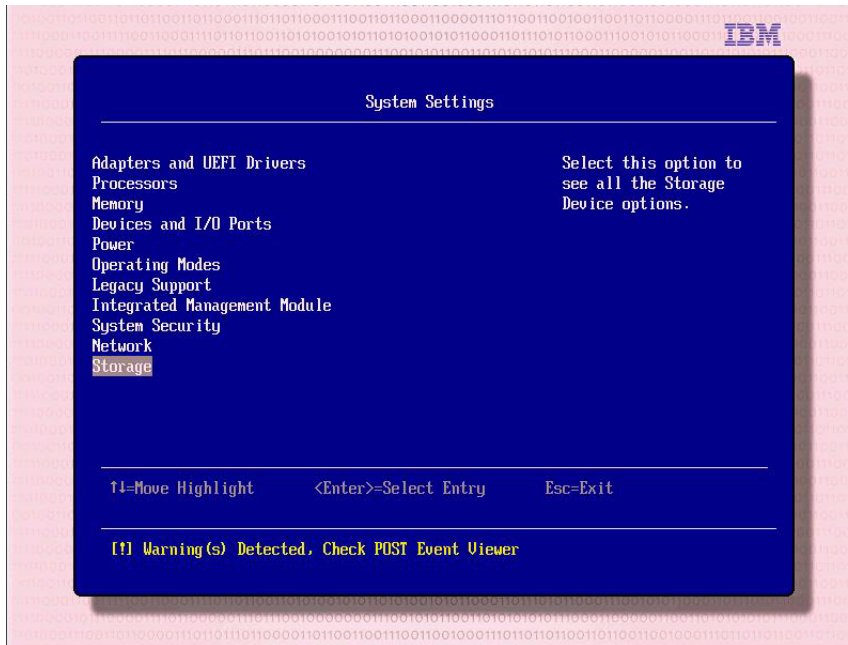 IBM
System Settings
Adapters and UEFI Drivers
Processors
Memory
Devices and I/O Ports
Power
Operating Modes
Legacy Support
Integrated Management Module
System Security
Network
Storage
Select this option to
see all the Storage
Device options.
↑↓=Move Highlight <Enter>=Select Entry Esc=Exit
[!] Warning(s) Detected, Check POST Event Viewer